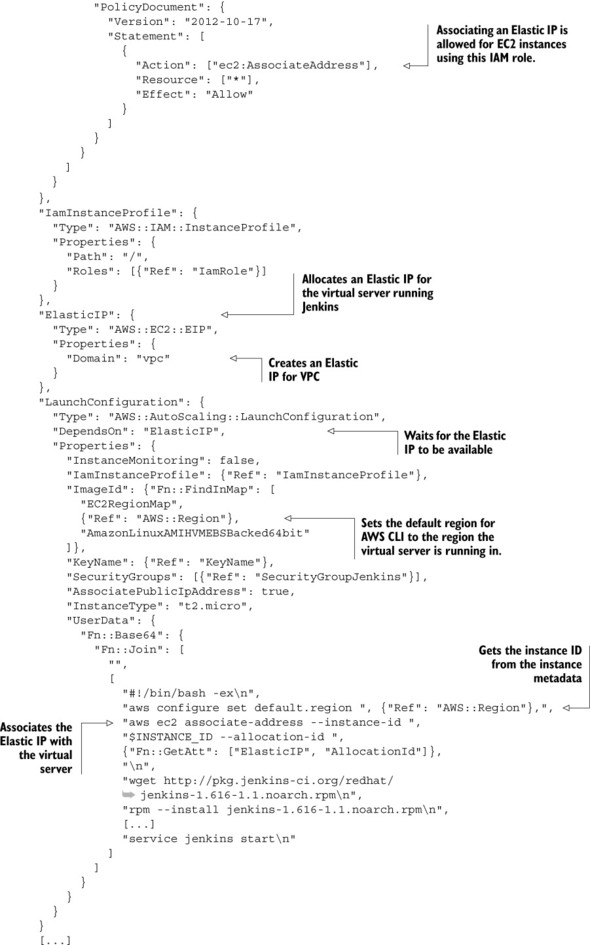 "PolicyDocument": {
"Version": "2012-10-17",
"Statement": [
{
"Action": ["ec2:AssociateAddress"],
"Resource": ["*"],
"Effect": "Allow"
}
]
}
}
]
}
},
Associating an Elastic IP is
allowed for EC2 instances
using this IAM role.
"IamInstanceProfile": {
"Type": "AWS::IAM::InstanceProfile",
"Properties": {
"Path": "/",
"Roles": [{"Ref": "IamRole"}]
}
},
"ElasticIP": {
Allocates an Elastic IP for
the virtual server running
Jenkins
"Type": "AWS::EC2::EIP",
"Properties": {
"Domain": "vpc"
Creates an Elastic
IP for VPC
}
},
"LaunchConfiguration": {
"Type": "AWS::AutoScaling::LaunchConfiguration",
"DependsOn": "ElasticIP",
Waits for the Elastic
IP to be available
"Properties": {
"InstanceMonitoring": false,
"IamInstanceProfile": {"Ref": "IamInstanceProfile"},
"ImageId": {"Fn::FindInMap": [
"EC2RegionMap",
{"Ref": "AWS::Region"},
Sets the default region for
AWS CLI to the region the
virtual server is running in.
"AmazonLinuxAMIHVMEBSBacked64bit"
]},
"KeyName": {"Ref": "KeyName"},
"SecurityGroups": [{"Ref": "SecurityGroupJenkins"}],
"AssociatePublicIpAddress": true,
"InstanceType": "t2.micro",
"UserData": {
"Fn::Base64": {
"Fn::Join": [
"",
[
"#!/bin/bash -ex\n",
"aws configure set default.region ", {"Ref": "AWS::Region"},",
Gets the instance ID
from the instance
metadata
"aws ec2 associate-address --instance-id ",
Associates the
Elastic IP with
the virtual
server
"$INSTANCE_ID --allocation-id ",
{"Fn::GetAtt": ["ElasticIP", "AllocationId"]},
"\n",
"wget http://pkg.jenkins-ci.org/redhat/
jenkins-1.616-1.1.noarch.rpm\n",
"rpm --install jenkins-1.616-1.1.noarch.rpm\n",
[...]
"service jenkins start\n"
]
]
}
}
}
}
[...]